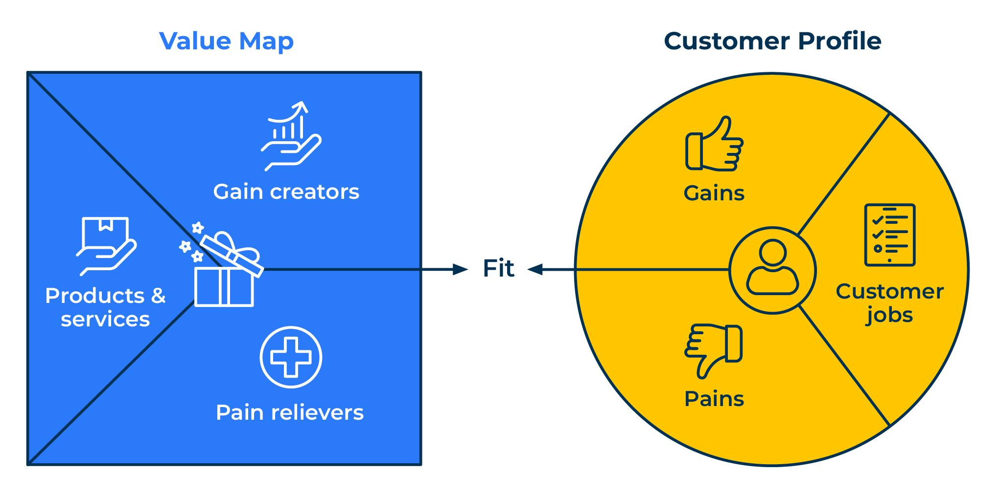 Value Map
Customer Profile
Gain creators
Products &
services
Pain relievers
Fit
Gains
Customer
jobs
Pains